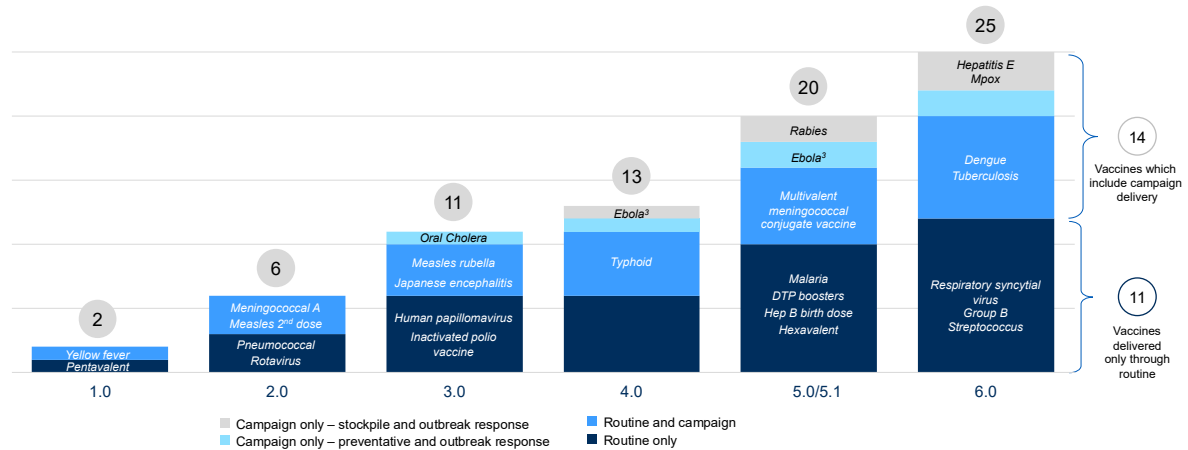 2
Yellow fever
Pentavalent
1.0
6
Meningococcal A
Measles 2nd dose
Pneumococcal
Rotavirus
2.0
11
Oral Cholera
Measles rubella
Japanese encephalitis
Human papillomavirus
Inactivated polio
vaccine
3.0
13
Ebola³
Typhoid
4.0
20
Rabies
Ebola³
Multivalent
meningococcal
conjugate vaccine
Malaria
DTP boosters
Hep B birth dose
Hexavalent
5.0/5.1
25
Hepatitis E
Mpox
Dengue
Tuberculosis
Respiratory syncytial
virus
Group B
Streptococcus
6.0
14
Vaccines which
include campaign
delivery
11
Vaccines
delivered
only through
routine
Campaign only – stockpile and outbreak response
Campaign only – preventative and outbreak response
Routine and campaign
Routine only